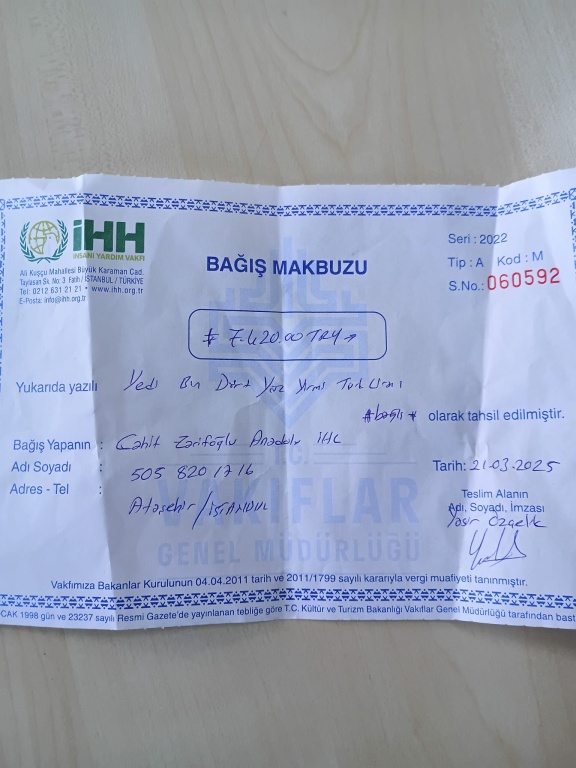 iHH
İNSANİ YARDIM VAKFI
Ali Kuşçu Mahallesi Büyük Karaman Cad.
Taylasan Sk. No: 3 Fatih / İSTANBUL / TÜRKİYE
Tel: 0212 631 21 21 • www.ihh.org.tr
E-Posta: info@ihh.org.tr
BAĞIŞ MAKBUZU
Seri : 2022
Tip : A Kod : M
S.No.: 060592
# 7.420.00 TRY
Yukarıda yazılı Yedi Bin Dört Yüz Yirmi Türk Lirası
#bağış* olarak tahsil edilmiştir.
Bağış Yapanın : Cahit Zarifoğlu Anadolu İHL
Adı Soyadı : 505 820 1716
Adres - Tel : Ataşehir / İSTANBUL
Tarih: 21.03.2025
Teslim Alanın
Adı, Soyadı, İmzası
Yasir Özçelik
T.C.
VAKIFLAR
GENEL MÜDÜRLÜĞÜ
Vakfımıza Bakanlar Kurulunun 04.04.2011 tarih ve 2011/1799 sayılı kararıyla vergi muafiyeti tanınmıştır.
OCAK 1998 gün ve 23237 sayılı Resmi Gazete'de yayınlanan tebliğe göre T.C. Kültür ve Turizm Bakanlığı Vakıflar Genel Müdürlüğü tarafından bast